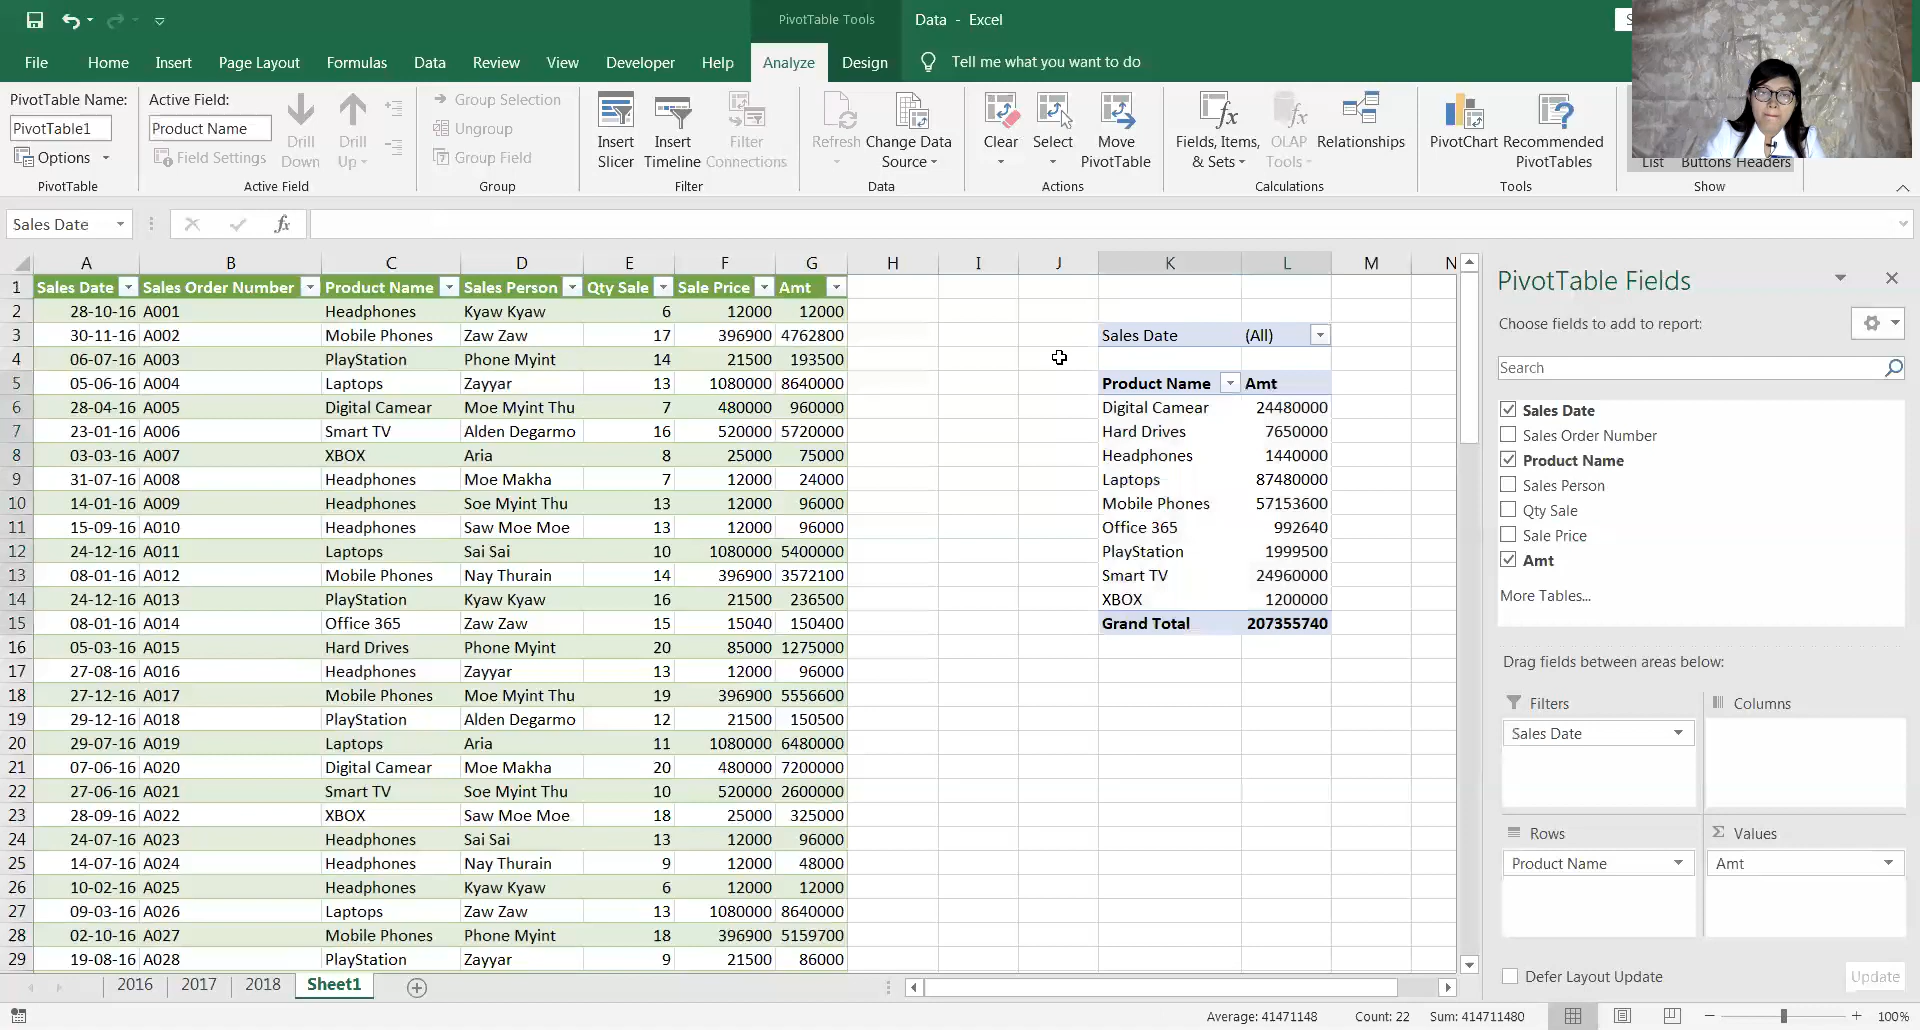 PivotTable Tools
Data - Excel
S
File Home Insert Page Layout Formulas Data Review View Developer Help Analyze Design Tell me what you want to do
PivotTable Name:
PivotTable1
Options
PivotTable
Active Field:
Product Name
Field Settings
Drill Down
Drill Up
Active Field
Group Selection
Ungroup
Group Field
Group
Insert Slicer
Insert Timeline
Filter Connections
Filter
Refresh
Change Data Source
Data
Clear
Select
Move PivotTable
Actions
Fields, Items, & Sets
OLAP Tools
Relationships
Calculations
PivotChart
Recommended PivotTables
Tools
List Buttons Headers
Show
Sales Date
fx
A B C D E F G H I J K L M N
1 Sales Date Sales Order Number Product Name Sales Person Qty Sale Sale Price Amt
2 28-10-16 A001 Headphones Kyaw Kyaw 6 12000 12000
3 30-11-16 A002 Mobile Phones Zaw Zaw 17 396900 4762800
4 06-07-16 A003 PlayStation Phone Myint 14 21500 193500
5 05-06-16 A004 Laptops Zayyar 13 1080000 8640000
6 28-04-16 A005 Digital Camear Moe Myint Thu 7 480000 960000
7 23-01-16 A006 Smart TV Alden Degarmo 16 520000 5720000
8 03-03-16 A007 XBOX Aria 8 25000 75000
9 31-07-16 A008 Headphones Moe Makha 7 12000 24000
10 14-01-16 A009 Headphones Soe Myint Thu 13 12000 96000
11 15-09-16 A010 Headphones Saw Moe Moe 13 12000 96000
12 24-12-16 A011 Laptops Sai Sai 10 1080000 5400000
13 08-01-16 A012 Mobile Phones Nay Thurain 14 396900 3572100
14 24-12-16 A013 PlayStation Kyaw Kyaw 16 21500 236500
15 08-01-16 A014 Office 365 Zaw Zaw 15 15040 150400
16 05-03-16 A015 Hard Drives Phone Myint 20 85000 1275000
17 27-08-16 A016 Headphones Zayyar 13 12000 96000
18 27-12-16 A017 Mobile Phones Moe Myint Thu 19 396900 5556600
19 29-12-16 A018 PlayStation Alden Degarmo 12 21500 150500
20 29-07-16 A019 Laptops Aria 11 1080000 6480000
21 07-06-16 A020 Digital Camear Moe Makha 20 480000 7200000
22 27-06-16 A021 Smart TV Soe Myint Thu 10 520000 2600000
23 28-09-16 A022 XBOX Saw Moe Moe 18 25000 325000
24 24-07-16 A023 Headphones Sai Sai 13 12000 96000
25 14-07-16 A024 Headphones Nay Thurain 9 12000 48000
26 10-02-16 A025 Headphones Kyaw Kyaw 6 12000 12000
27 09-03-16 A026 Laptops Zaw Zaw 13 1080000 8640000
28 02-10-16 A027 Mobile Phones Phone Myint 18 396900 5159700
29 19-08-16 A028 PlayStation Zayyar 9 21500 86000
Sales Date (All)
Product Name Amt
Digital Camear 24480000
Hard Drives 7650000
Headphones 1440000
Laptops 87480000
Mobile Phones 57153600
Office 365 992640
PlayStation 1999500
Smart TV 24960000
XBOX 1200000
Grand Total 207355740
PivotTable Fields
Choose fields to add to report:
Search
Sales Date
Sales Order Number
Product Name
Sales Person
Qty Sale
Sale Price
Amt
More Tables...
Drag fields between areas below:
Filters
Sales Date
Columns
Rows
Product Name
Values
Amt
Defer Layout Update Update
2016 2017 2018 Sheet1
Average: 41471148 Count: 22 Sum: 414711480 100%